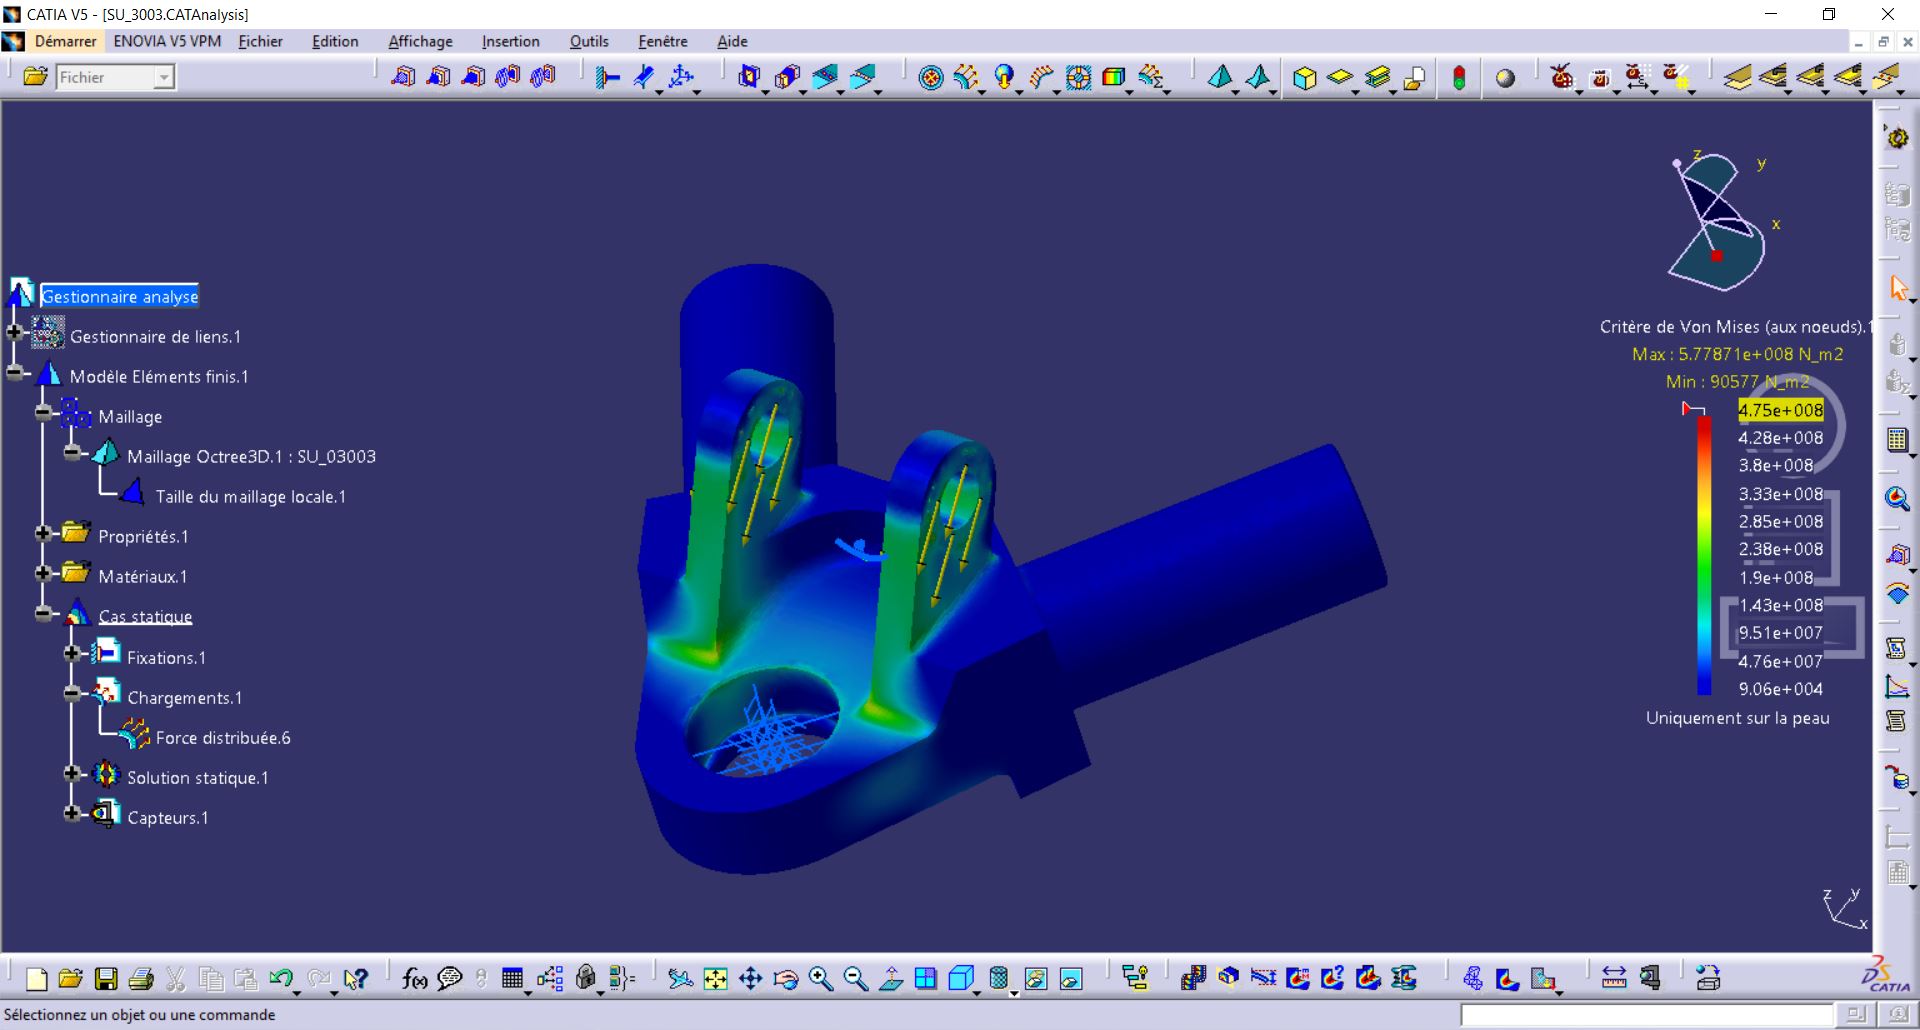 CATIA V5 - [SU_3003.CATAnalysis]
Démarrer ENOVIA V5 VPM Fichier Edition Affichage Insertion Outils Fenêtre Aide
Fichier
Gestionnaire analyse
Gestionnaire de liens.1
Modèle Eléments finis.1
Maillage
Maillage Octree3D.1 : SU_03003
Taille du maillage locale.1
Propriétés.1
Matériaux.1
Cas statique
Fixations.1
Chargements.1
Force distribuée.6
Solution statique.1
Capteurs.1
z
y
x
Critère de Von Mises (aux noeuds).1
Max : 5.77871e+008 N_m2
Min : 90577 N_m2
4.75e+008
4.28e+008
3.8e+008
3.33e+008
2.85e+008
2.38e+008
1.9e+008
1.43e+008
9.51e+007
4.76e+007
9.06e+004
Uniquement sur la peau
z
y
x
f(x)
CATIA
Sélectionnez un objet ou une commande